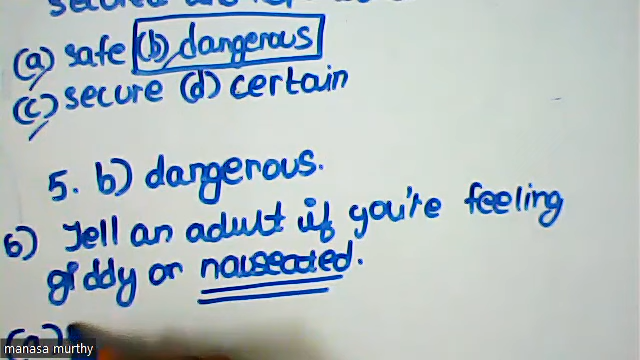 (a) safe (b) dangerous
(c) secure (d) certain
5. b) dangerous.
6) Tell an adult if you're feeling
giddy or nauseated.
(a)
manasa murthy